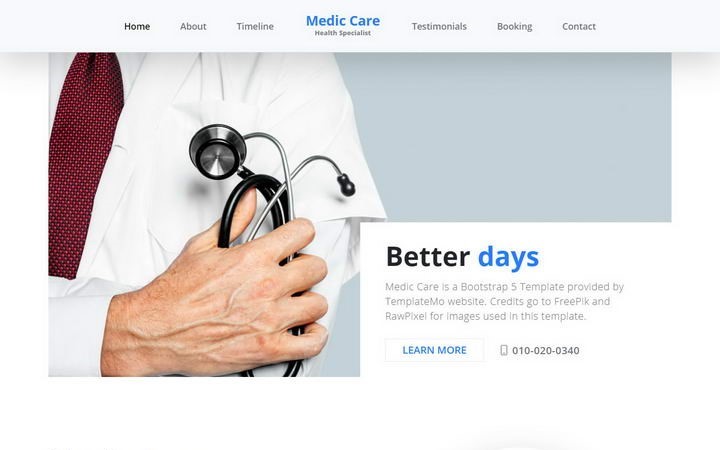 Home
About
Timeline
Medic Care
Health Specialist
Testimonials
Booking
Contact
Better days
Medic Care is a Bootstrap 5 Template provided by
TemplateMo website. Credits go to FreePik and
RawPixel for images used in this template.
LEARN MORE
010-020-0340